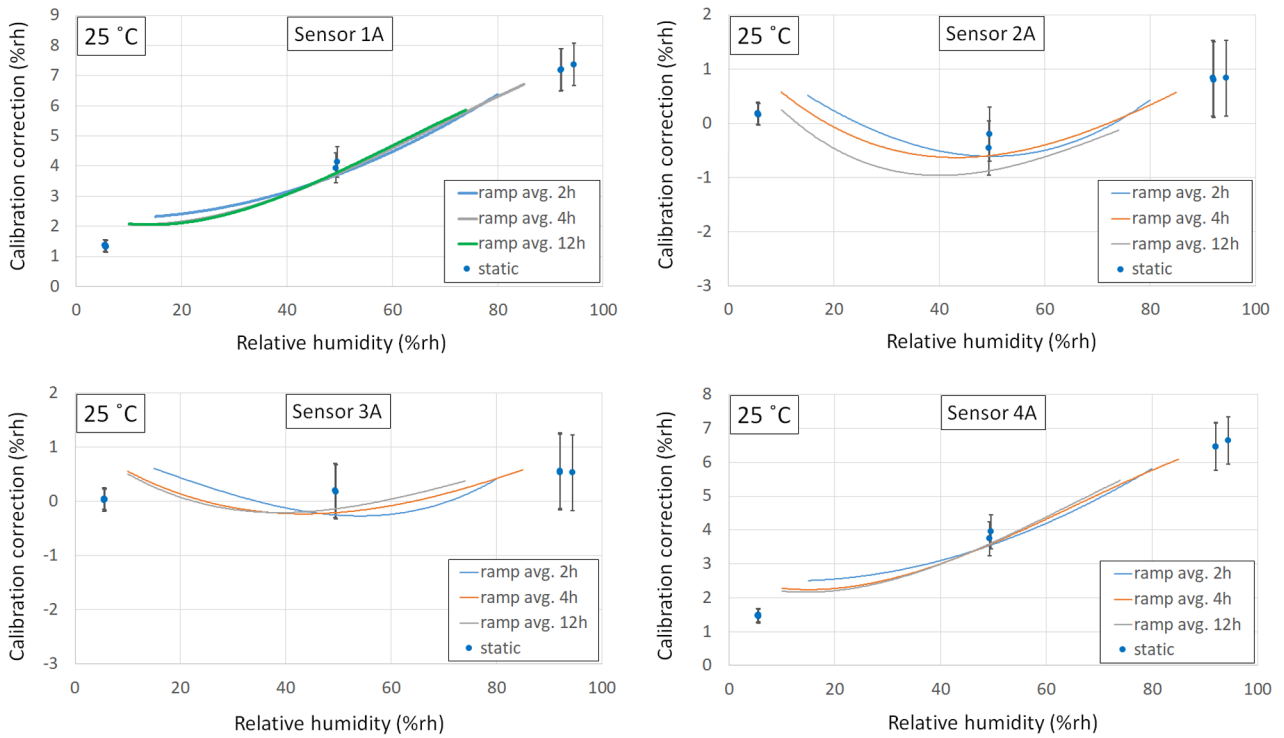 25 ˚C
Sensor 1A
Calibration correction (%rh)
9
8
7
6
5
4
3
2
1
0
ramp avg. 2h
ramp avg. 4h
ramp avg. 12h
static
0 20 40 60 80 100
Relative humidity (%rh)
25 ˚C
Sensor 2A
Calibration correction (%rh)
2
1
0
-1
-2
-3
ramp avg. 2h
ramp avg. 4h
ramp avg. 12h
static
0 20 40 60 80 100
Relative humidity (%rh)
25 ˚C
Sensor 3A
Calibration correction (%rh)
2
1
0
-1
-2
-3
ramp avg. 2h
ramp avg. 4h
ramp avg. 12h
static
0 20 40 60 80 100
Relative humidity (%rh)
25 ˚C
Sensor 4A
Calibration correction (%rh)
8
7
6
5
4
3
2
1
0
ramp avg. 2h
ramp avg. 4h
ramp avg. 12h
static
0 20 40 60 80 100
Relative humidity (%rh)